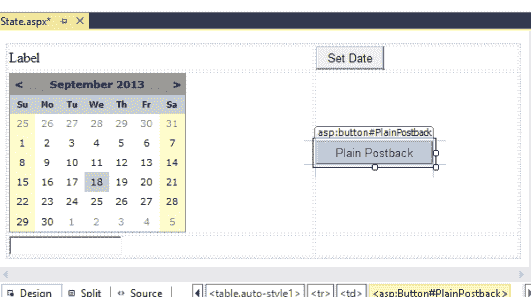 State.aspx*
Label
Set Date
< September 2013 >
Su Mo Tu We Th Fr Sa
25 26 27 28 29 30 31
1 2 3 4 5 6 7
8 9 10 11 12 13 14
15 16 17 18 19 20 21
22 23 24 25 26 27 28
29 30 1 2 3 4 5
asp:button#PlainPostback
Plain Postback
Design Split Source <table.auto-style1> <tr> <td> <asp:Button#PlainPostback>